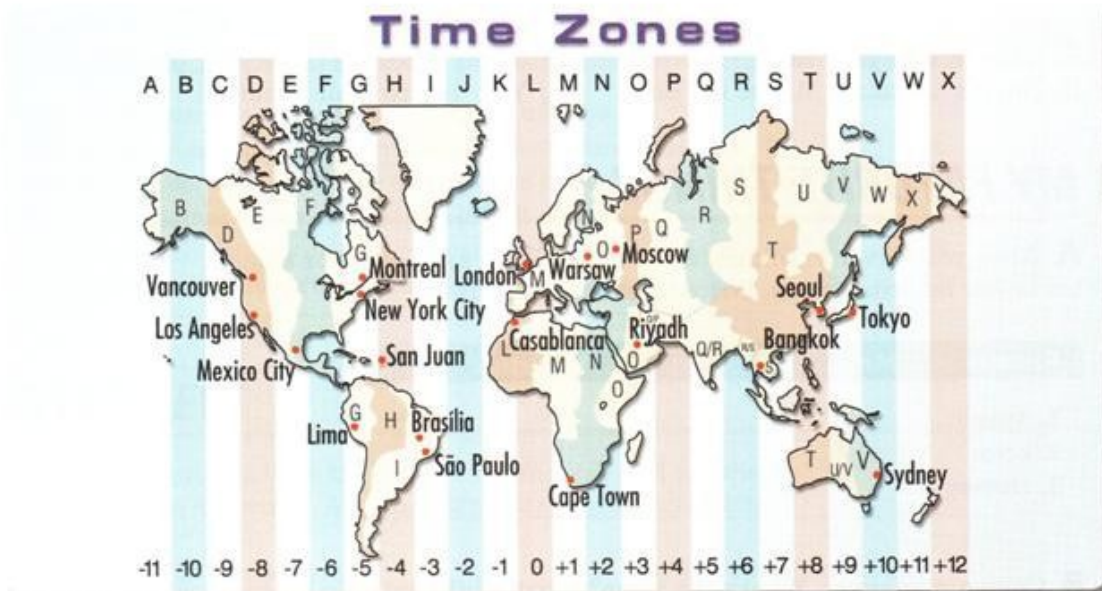 Time Zones
A B C D E F G H I J K L M N O P Q R S T U V W X
B
E
F
D
N
S
U
V
W
X
R
P
Q
O
G
Montreal
London
Warsaw
Moscow
M
T
Vancouver
Seoul
New York City
Los Angeles
Casablanca
Riyadh
Bangkok
Tokyo
San Juan
Mexico City
L
M
N
O
Q/R
S
O
G
H
Brasília
Lima
I
São Paulo
T
U/V
V
Sydney
Cape Town
-11 -10 -9 -8 -7 -6 -5 -4 -3 -2 -1 0 +1 +2 +3 +4 +5 +6 +7 +8 +9 +10 +11 +12